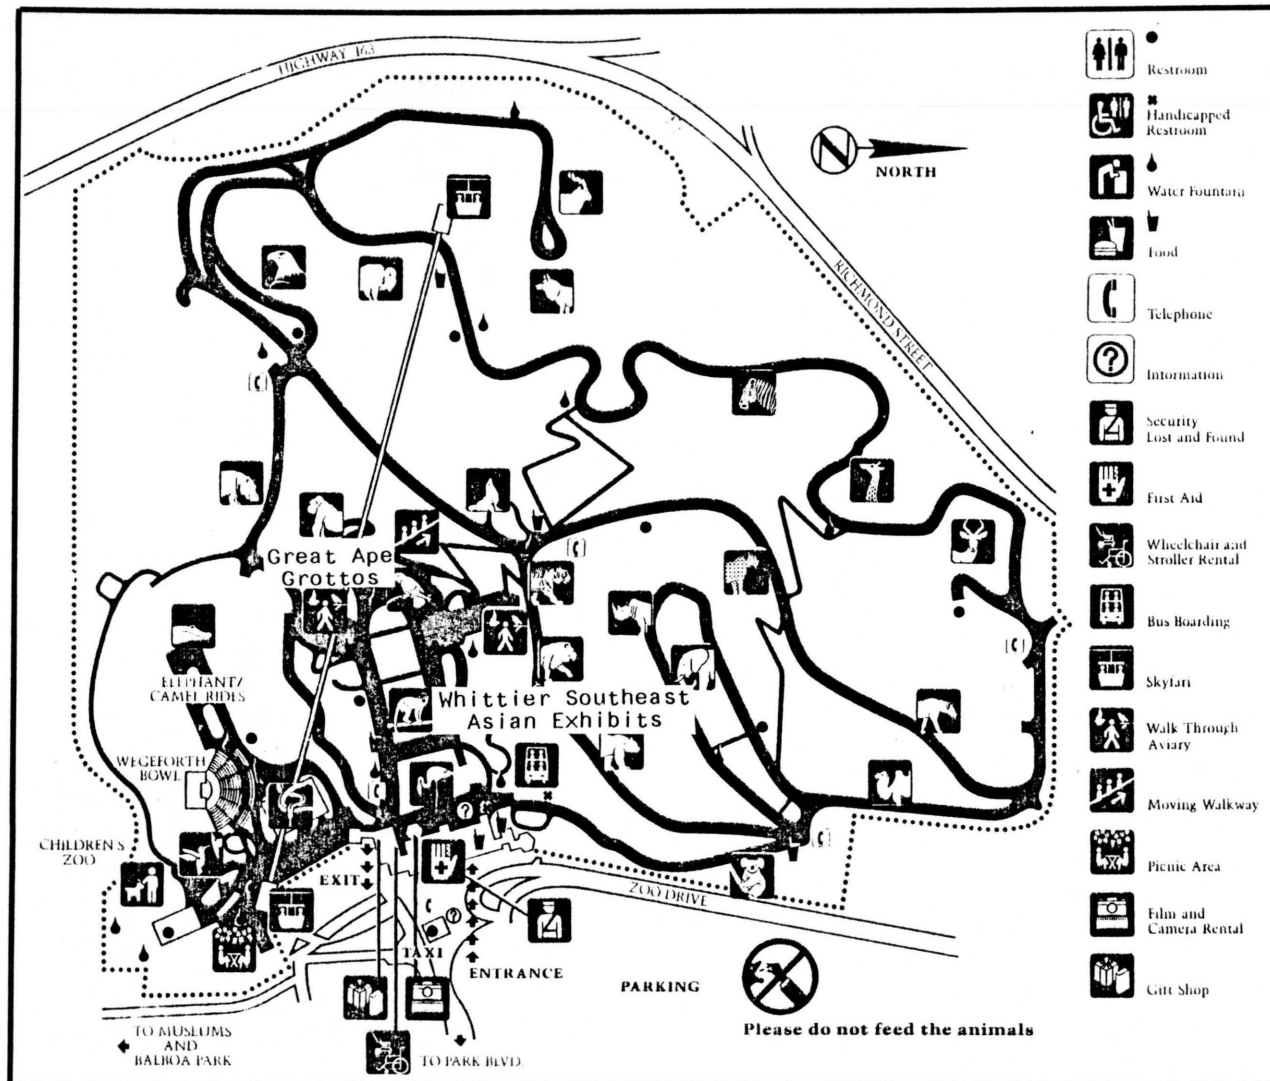 HIGHWAY 163
NORTH
RICHMOND STREET
Great Ape
Grottos
ELEPHANT/
CAMEL RIDES
Whittier Southeast
Asian Exhibits
WEGEFORTH
BOWL
CHILDREN'S
ZOO
EXIT
ZOO DRIVE
TAXI
ENTRANCE
PARKING
Please do not feed the animals
TO MUSEUMS
AND
BALBOA PARK
TO PARK BLVD.
Restroom
Handicapped
Restroom
Water Fountain
Food
Telephone
Information
Security
Lost and Found
First Aid
Wheelchair and
Stroller Rental
Bus Boarding
Skyfari
Walk Through
Aviary
Moving Walkway
Picnic Area
Film and
Camera Rental
Gift Shop